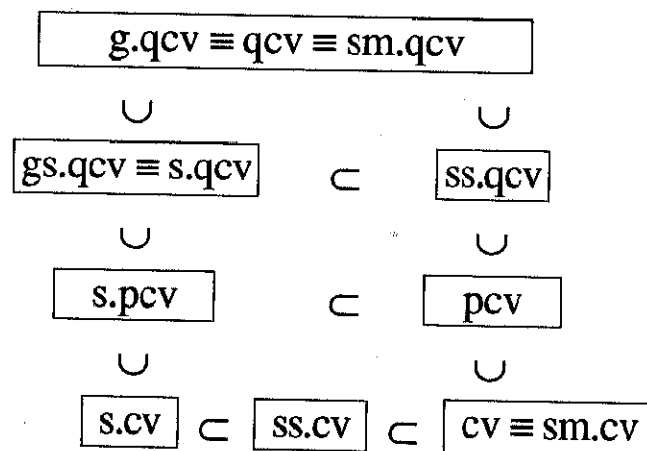 g.qcv ≡ qcv ≡ sm.qcv
∪ ∪
gs.qcv ≡ s.qcv ⊂ ss.qcv
∪ ∪
s.pcv ⊂ pcv
∪ ∪
s.cv ⊂ ss.cv ⊂ cv ≡ sm.cv